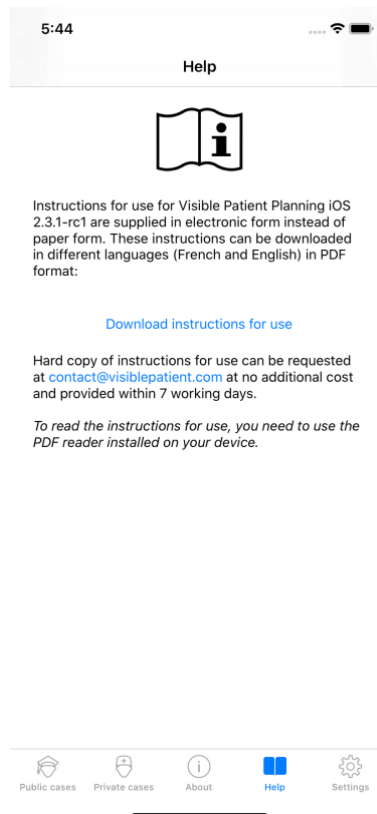 5:44
Help
Instructions for use for Visible Patient Planning iOS
2.3.1-rc1 are supplied in electronic form instead of
paper form. These instructions can be downloaded
in different languages (French and English) in PDF
format:
Download instructions for use
Hard copy of instructions for use can be requested
at contact@visiblepatient.com at no additional cost
and provided within 7 working days.
To read the instructions for use, you need to use the
PDF reader installed on your device.
Public cases Private cases About Help Settings